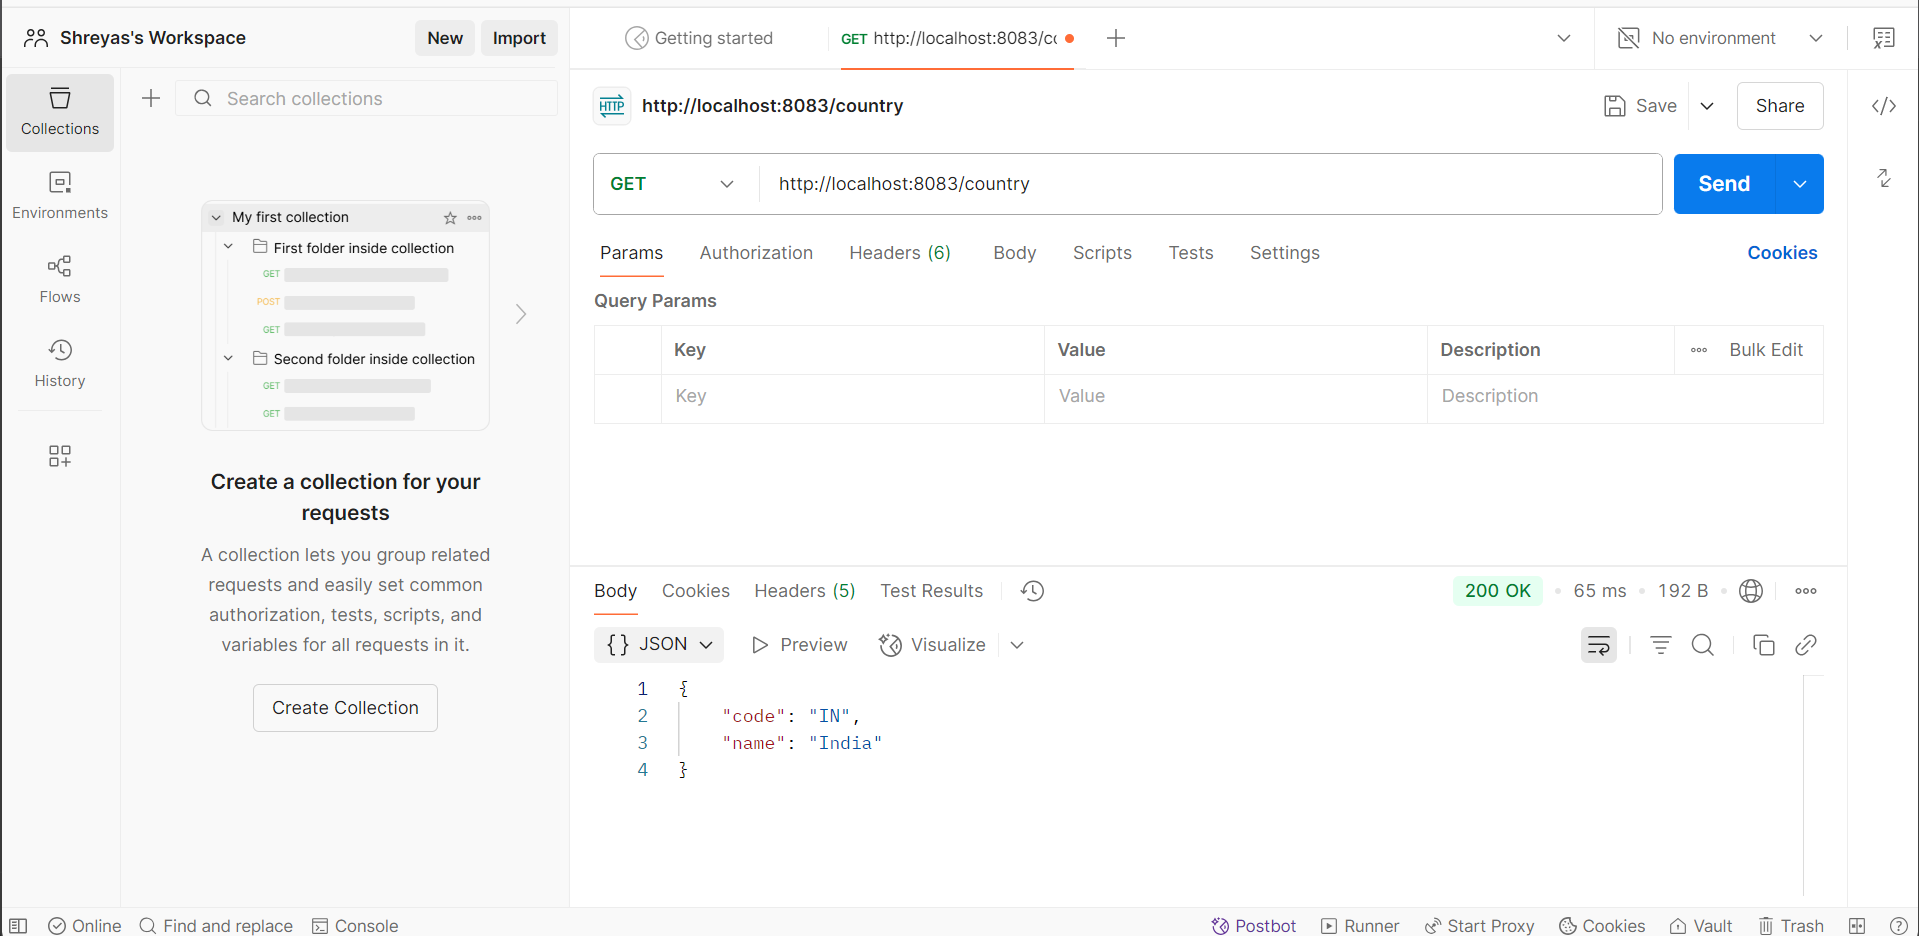 Shreyas's Workspace
New
Import
Getting started
GET http://localhost:8083/cc
No environment
Collections
Environments
Flows
History
Search collections
My first collection
First folder inside collection
GET
POST
GET
Second folder inside collection
GET
GET
Create a collection for your
requests
A collection lets you group related
requests and easily set common
authorization, tests, scripts, and
variables for all requests in it.
Create Collection
HTTP http://localhost:8083/country
Save
Share
GET http://localhost:8083/country
Send
Params Authorization Headers (6) Body Scripts Tests Settings Cookies
Query Params
Key Value Description Bulk Edit
Key Value Description
Body Cookies Headers (5) Test Results
200 OK • 65 ms • 192 B •
{} JSON Preview Visualize
1 {
2 "code": "IN",
3 "name": "India"
4 }
Online Find and replace Console Postbot Runner Start Proxy Cookies Vault Trash